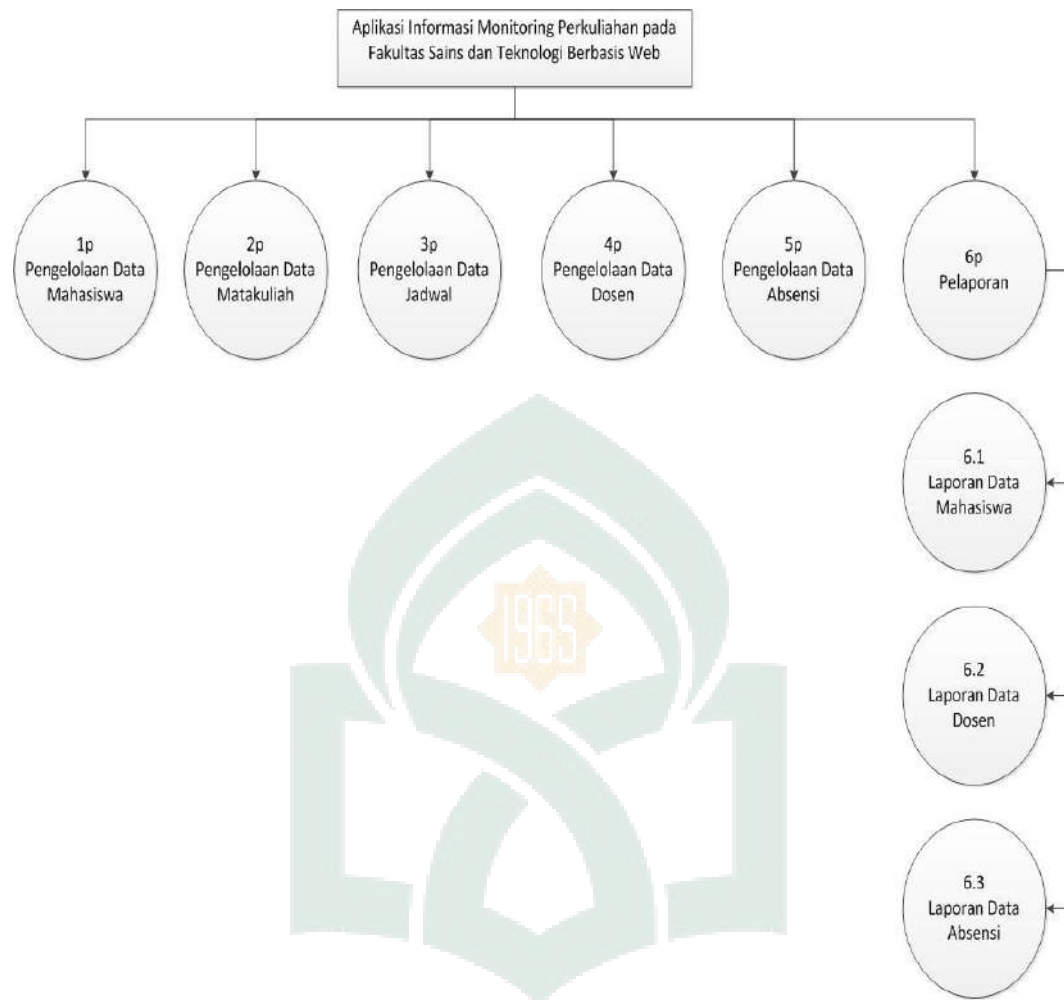 Aplikasi Informasi Monitoring Perkuliahan pada
Fakultas Sains dan Teknologi Berbasis Web
1p
Pengelolaan Data
Mahasiswa
2p
Pengelolaan Data
Matakuliah
3p
Pengelolaan Data
Jadwal
4p
Pengelolaan Data
Dosen
5p
Pengelolaan Data
Absensi
6p
Pelaporan
6.1
Laporan Data
Mahasiswa
1965
6.2
Laporan Data
Dosen
6.3
Laporan Data
Absensi